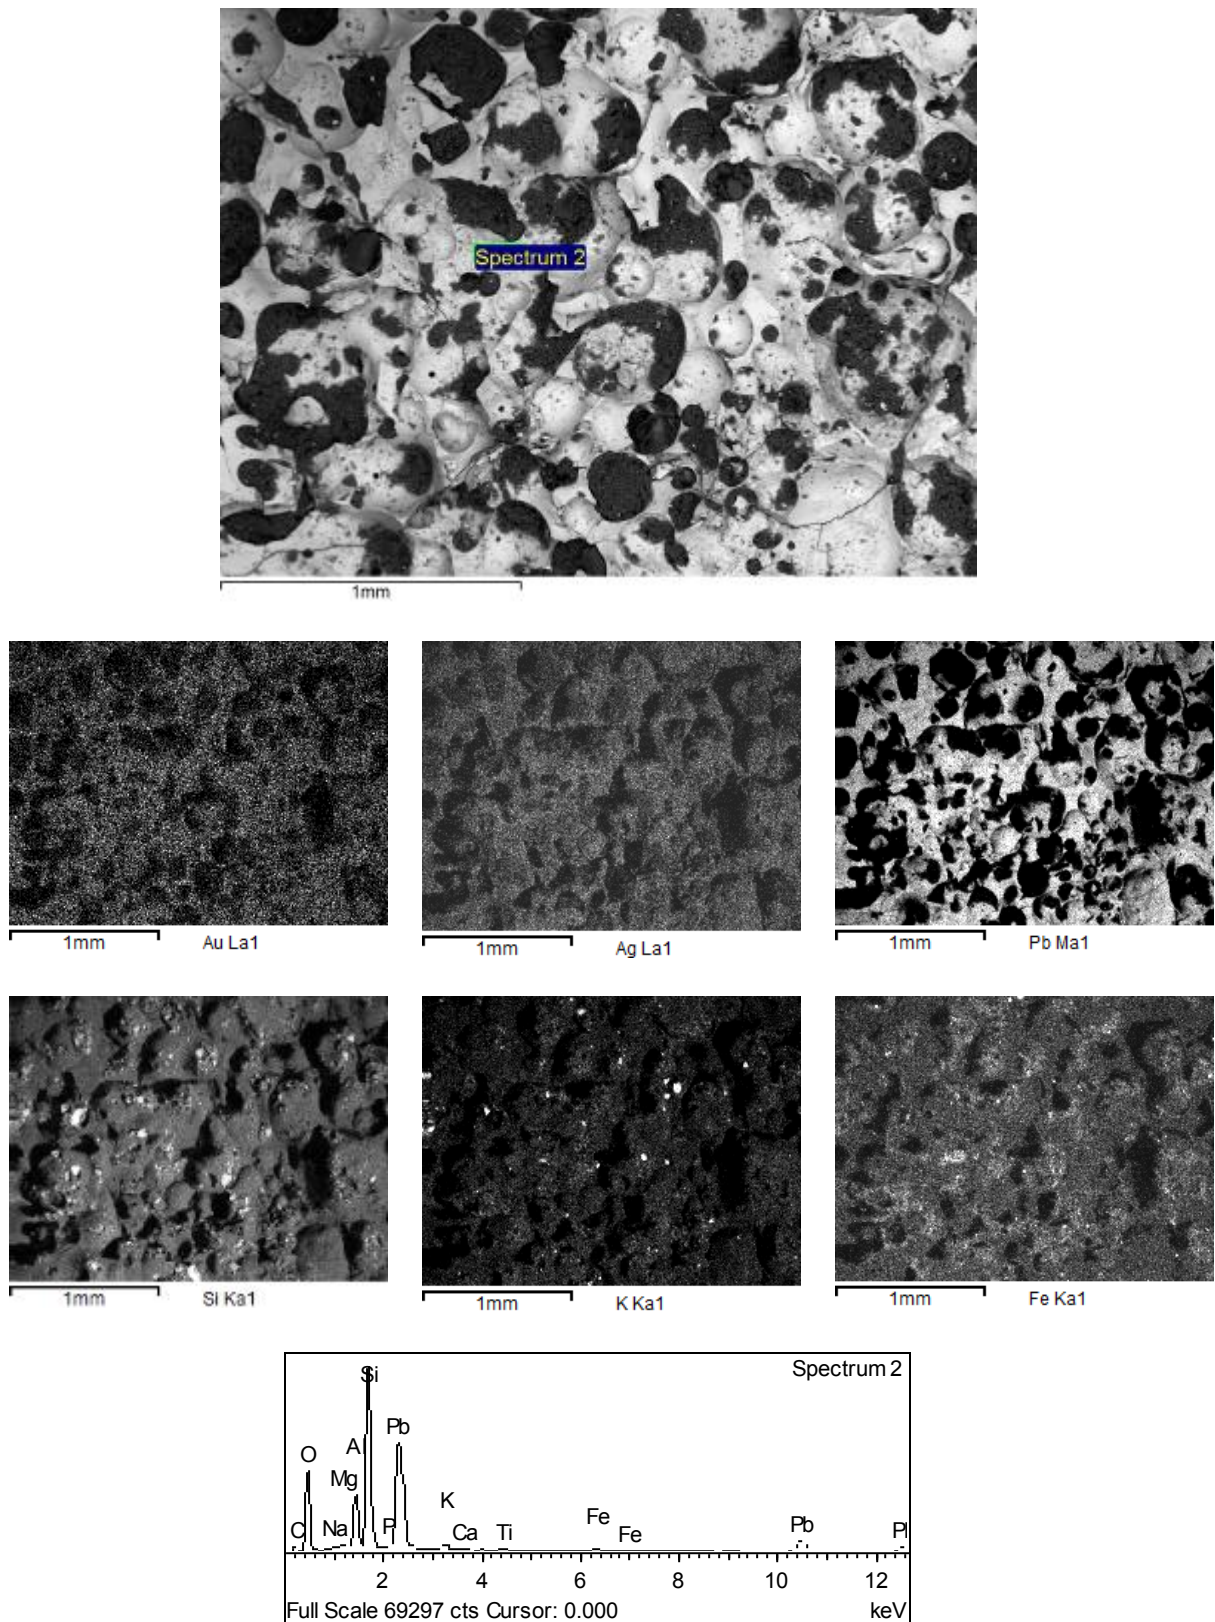 Spectrum 2
1mm
1mm Au La1
1mm Ag La1
1mm Pb Ma1
1mm Si Ka1
1mm K Ka1
1mm Fe Ka1
Spectrum 2
Si
Pb
Al
O
Mg
K
Fe
C
Na
P
Ca
Ti
Fe
Pb
Pl
2 4 6 8 10 12
Full Scale 69297 cts Cursor: 0.000 keV